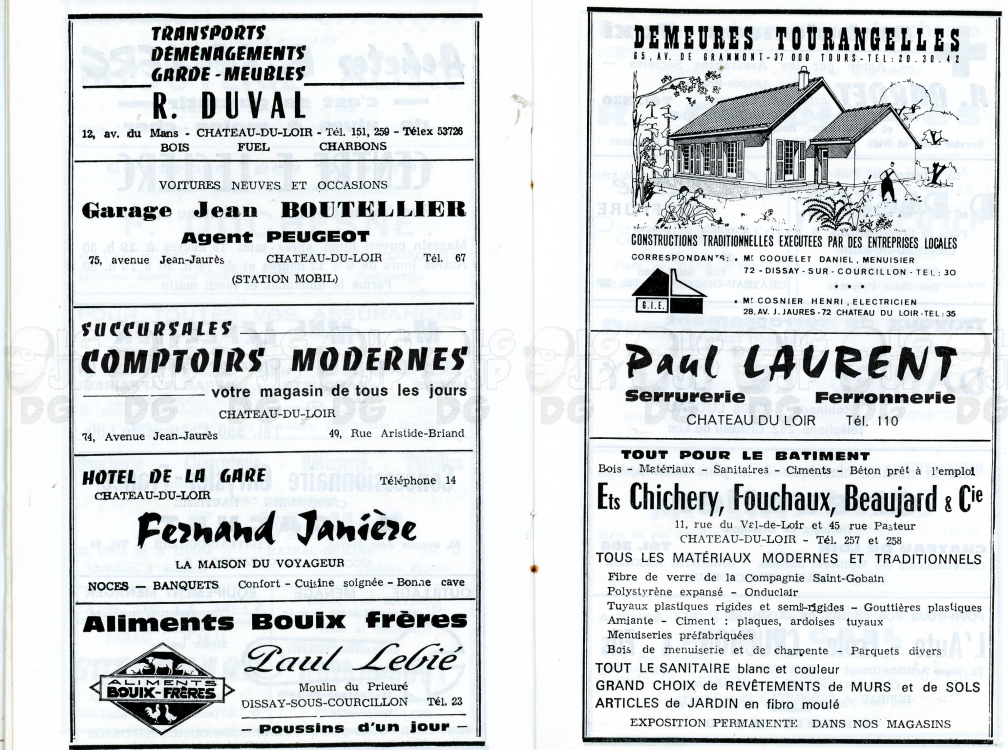 TRANSPORTS
DÉMÉNAGEMENTS
GARDE-MEUBLES
R. DUVAL
12, av. du Mans - CHATEAU-DU-LOIR - Tél. 151, 259 - Télex 53726
BOIS FUEL CHARBONS
VOITURES NEUVES ET OCCASIONS
Garage Jean BOUTELLIER
Agent PEUGEOT
75, avenue Jean-Jaurès CHATEAU-DU-LOIR Tél. 67
(STATION MOBIL)
SUCCURSALES
COMPTOIRS MODERNES
votre magasin de tous les jours
CHATEAU-DU-LOIR
74, Avenue Jean-Jaurès 49, Rue Aristide-Briand
HOTEL DE LA GARE Téléphone 14
CHATEAU-DU-LOIR
Fernand Janière
LA MAISON DU VOYAGEUR
NOCES — BANQUETS Confort - Cuisine soignée - Bonne cave
Aliments Bouix frères
ALIMENTS
BOUIX-FRÈRES
Paul Lebié
Moulin du Prieuré
DISSAY-SOUS-COURCILLON Tél. 23
— Poussins d'un jour —
DEMEURES TOURANGELLES
85, AV. DE GRAMMONT-37 000 TOURS-TEL: 20.30.42
CONSTRUCTIONS TRADITIONNELLES EXECUTEES PAR DES ENTREPRISES LOCALES
CORRESPONDANTS: • Mr COQUELET DANIEL, MENUISIER
72 - DISSAY-SUR-COURCILLON - TEL: 30
• • •
G.I.E.
• Mr COSNIER HENRI, ELECTRICIEN
28, AV. J. JAURES - 72 CHATEAU DU LOIR - TEL: 35
Paul LAURENT
Serrurerie Ferronnerie
CHATEAU DU LOIR Tél. 110
TOUT POUR LE BATIMENT
Bois - Matériaux - Sanitaires - Ciments - Béton prêt à l'emploi
Ets Chichery, Fouchaux, Beaujard & Cie
11, rue du Val-de-Loir et 45 rue Pasteur
CHATEAU-DU-LOIR - Tél. 257 et 258
TOUS LES MATÉRIAUX MODERNES ET TRADITIONNELS
Fibre de verre de la Compagnie Saint-Gobain
Polystyrène expansé - Onduclair
Tuyaux plastiques rigides et semi-rigides - Gouttières plastiques
Amiante - Ciment : plaques, ardoises tuyaux
Menuiseries préfabriquées
Bois de menuiserie et de charpente - Parquets divers
TOUT LE SANITAIRE blanc et couleur
GRAND CHOIX de REVÊTEMENTS de MURS et de SOLS
ARTICLES de JARDIN en fibro moulé
EXPOSITION PERMANENTE DANS NOS MAGASINS